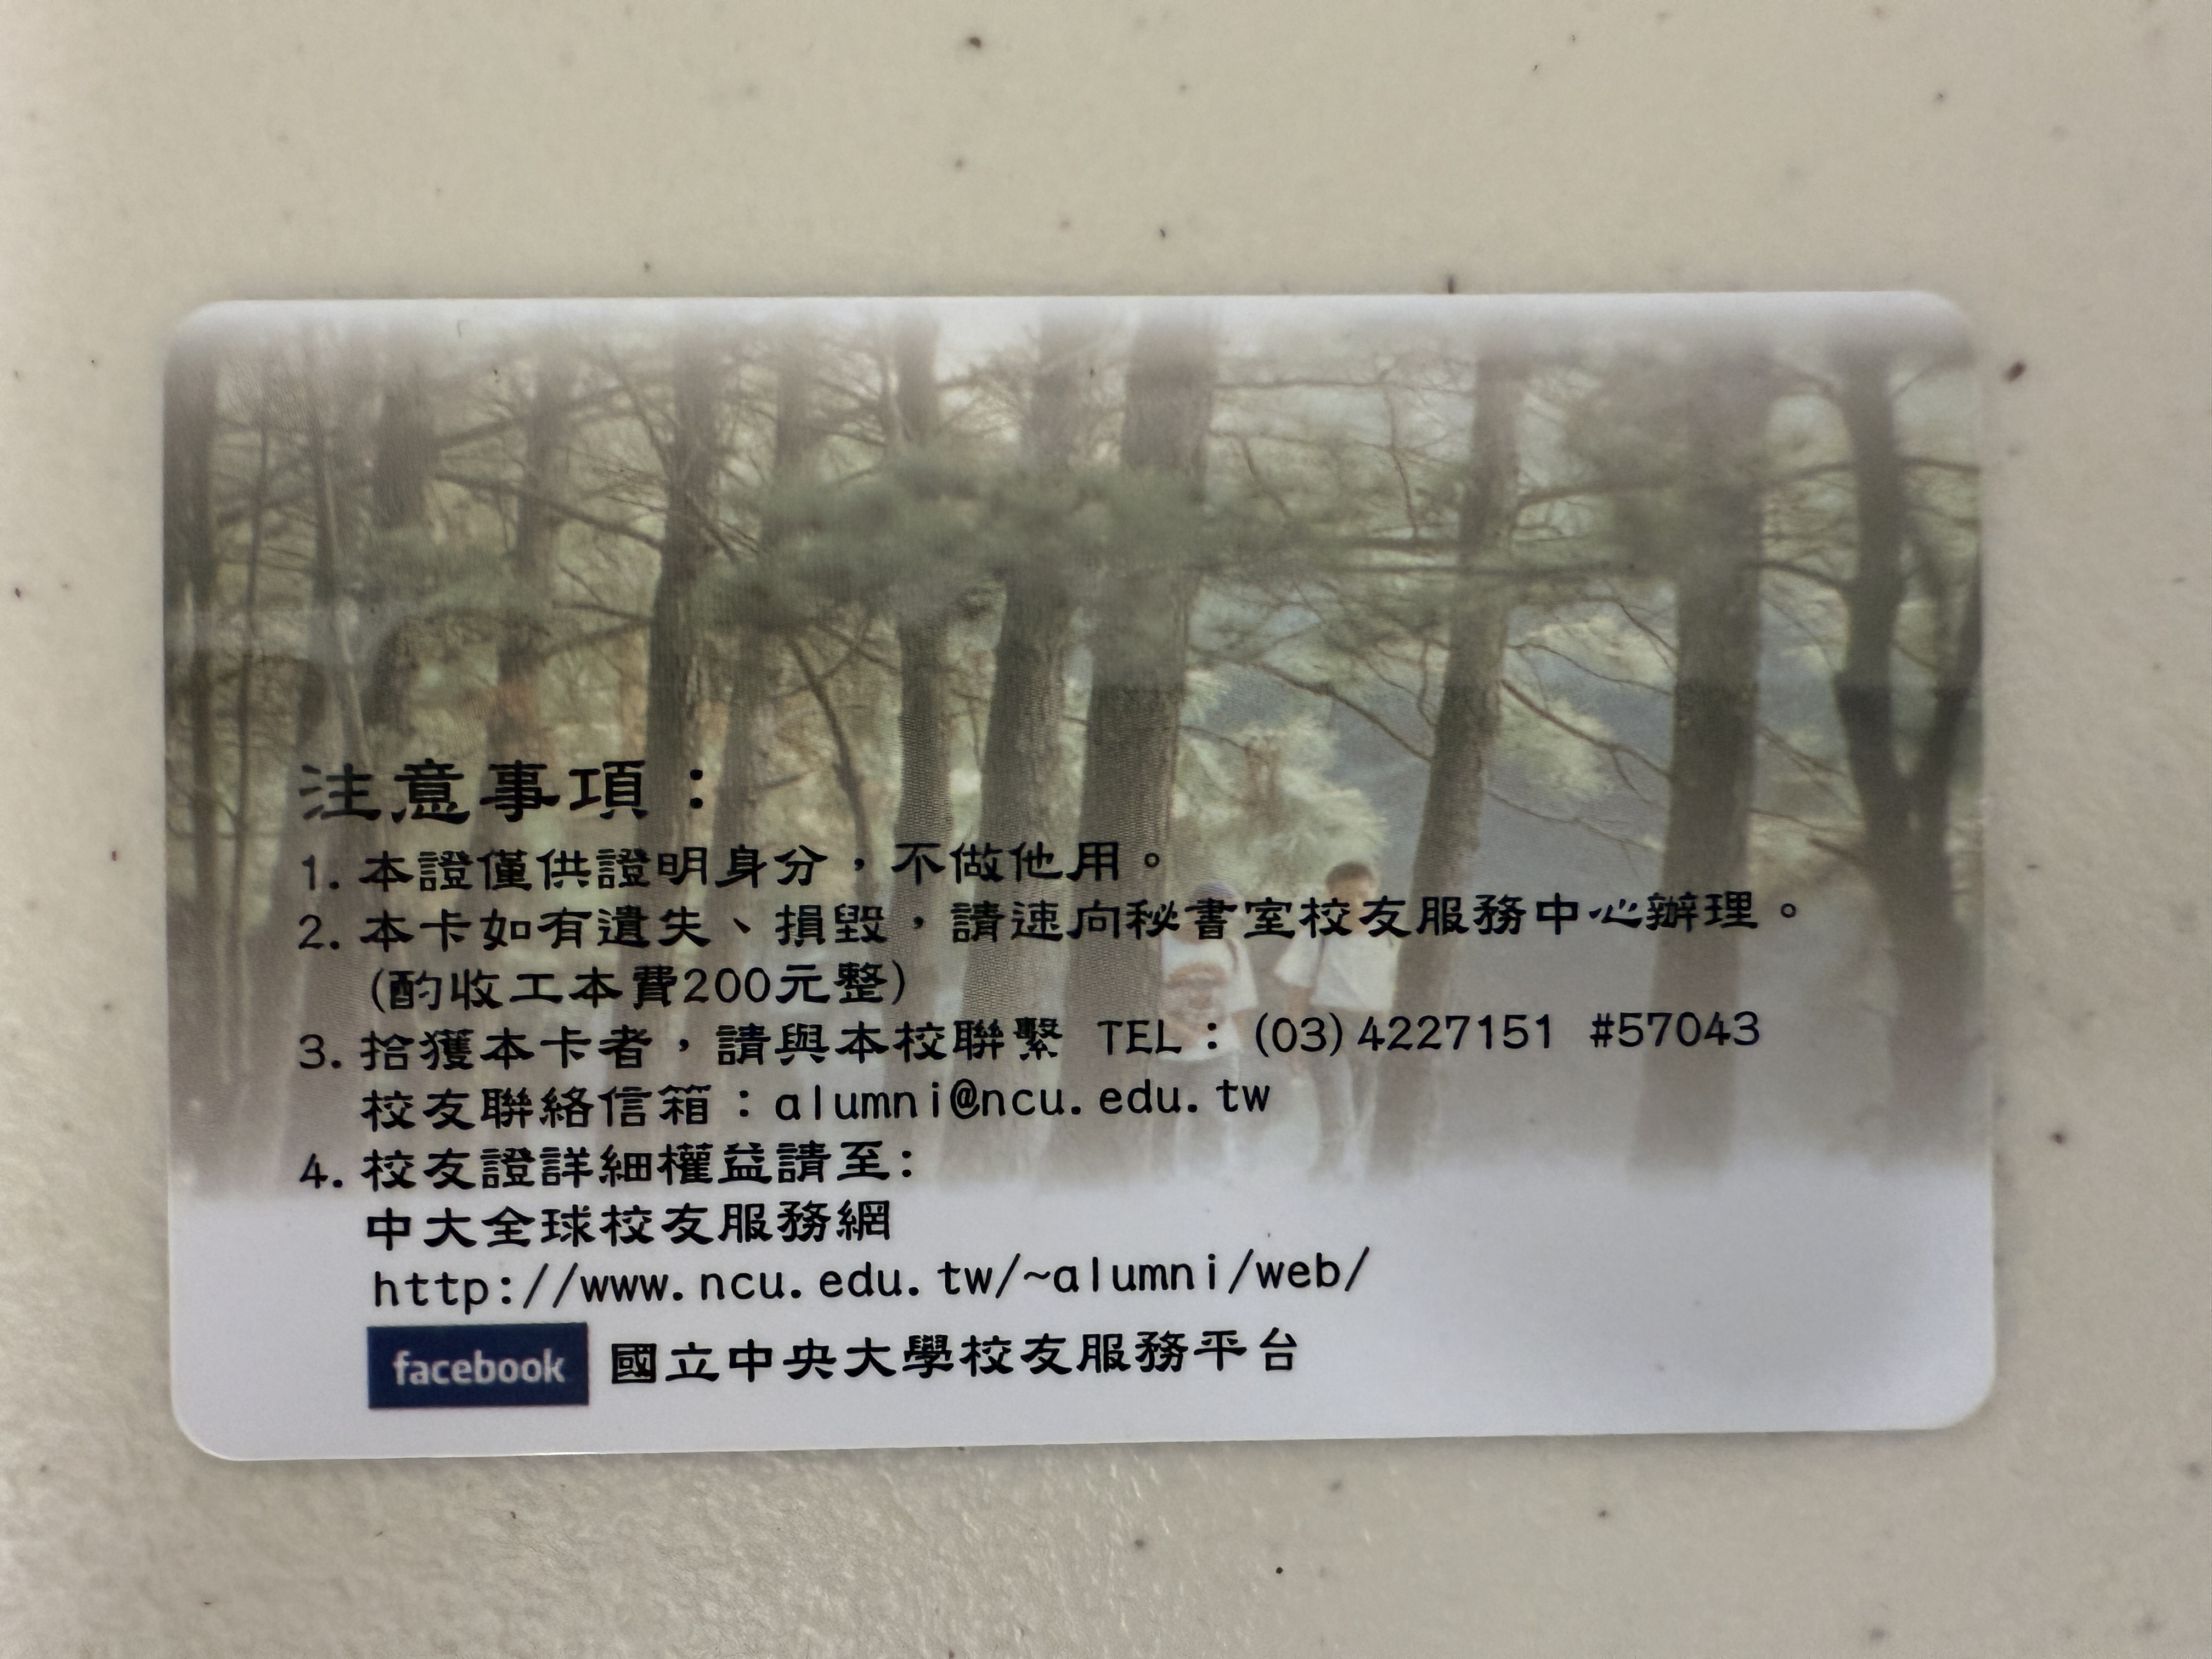 注意事項：
1. 本證僅供證明身分，不做他用。
2. 本卡如有遺失、損毀，請速向秘書室校友服務中心辦理。
(酌收工本費200元整)
3. 拾獲本卡者，請與本校聯繫 TEL：(03)4227151 #57043
校友聯絡信箱：alumni@ncu.edu.tw
4. 校友證詳細權益請至：
中大全球校友服務網
http://www.ncu.edu.tw/~alumni/web/
facebook 國立中央大學校友服務平台